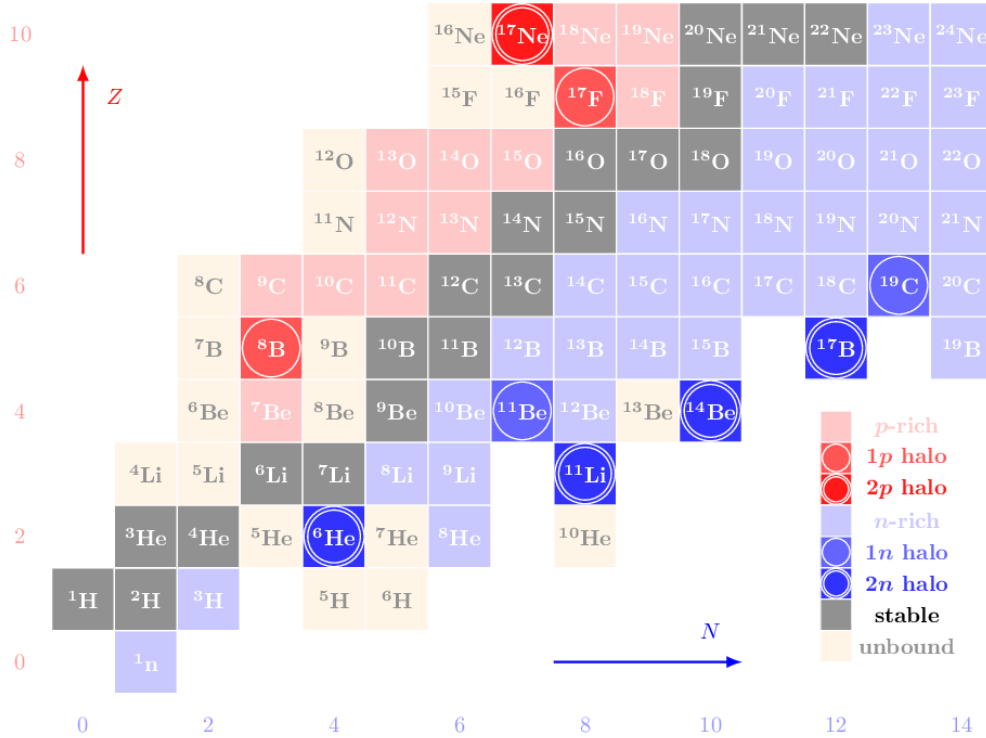 10 ¹⁶Ne ¹⁷Ne ¹⁸Ne ¹⁹Ne ²⁰Ne ²¹Ne ²²Ne ²³Ne ²⁴Ne
Z ¹⁵F ¹⁶F ¹⁷F ¹⁸F ¹⁹F ²⁰F ²¹F ²²F ²³F
8 ¹²O ¹³O ¹⁴O ¹⁵O ¹⁶O ¹⁷O ¹⁸O ¹⁹O ²⁰O ²¹O ²²O
¹¹N ¹²N ¹³N ¹⁴N ¹⁵N ¹⁶N ¹⁷N ¹⁸N ¹⁹N ²⁰N ²¹N
6 ⁸C ⁹C ¹⁰C ¹¹C ¹²C ¹³C ¹⁴C ¹⁵C ¹⁶C ¹⁷C ¹⁸C ¹⁹C ²⁰C
⁷B ⁸B ⁹B ¹⁰B ¹¹B ¹²B ¹³B ¹⁴B ¹⁵B ¹⁷B ¹⁹B
4 ⁶Be ⁷Be ⁸Be ⁹Be ¹⁰Be ¹¹Be ¹²Be ¹³Be ¹⁴Be
⁴Li ⁵Li ⁶Li ⁷Li ⁸Li ⁹Li ¹¹Li
2 ³He ⁴He ⁵He ⁶He ⁷He ⁸He ¹⁰He
¹H ²H ³H ⁵H ⁶H
0 ¹n
p-rich
1p halo
2p halo
n-rich
1n halo
2n halo
stable
unbound
N
0 2 4 6 8 10 12 14